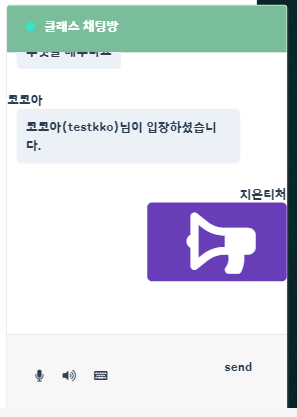 클래스 채팅방
코코아
코코아(testkko)님이 입장하셨습니
다.
지은티처
send